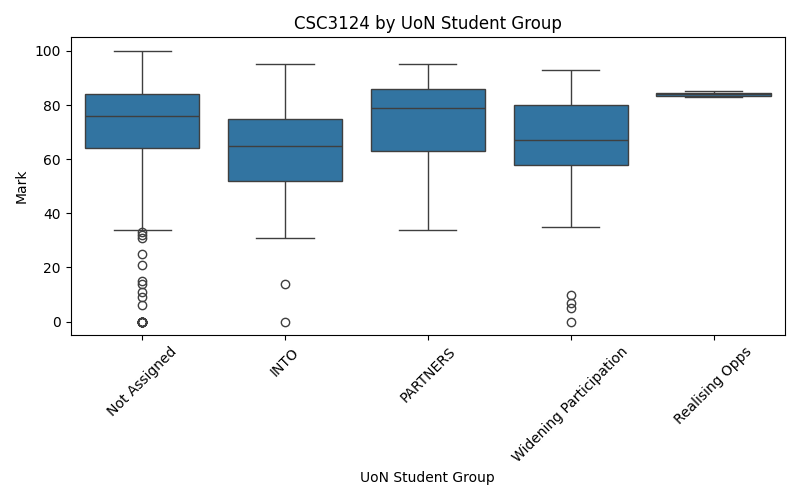 CSC3124 by UoN Student Group
Mark
100
80
60
40
20
0
Not Assigned
INTO
PARTNERS
Widening Participation
Realising Opps
UoN Student Group